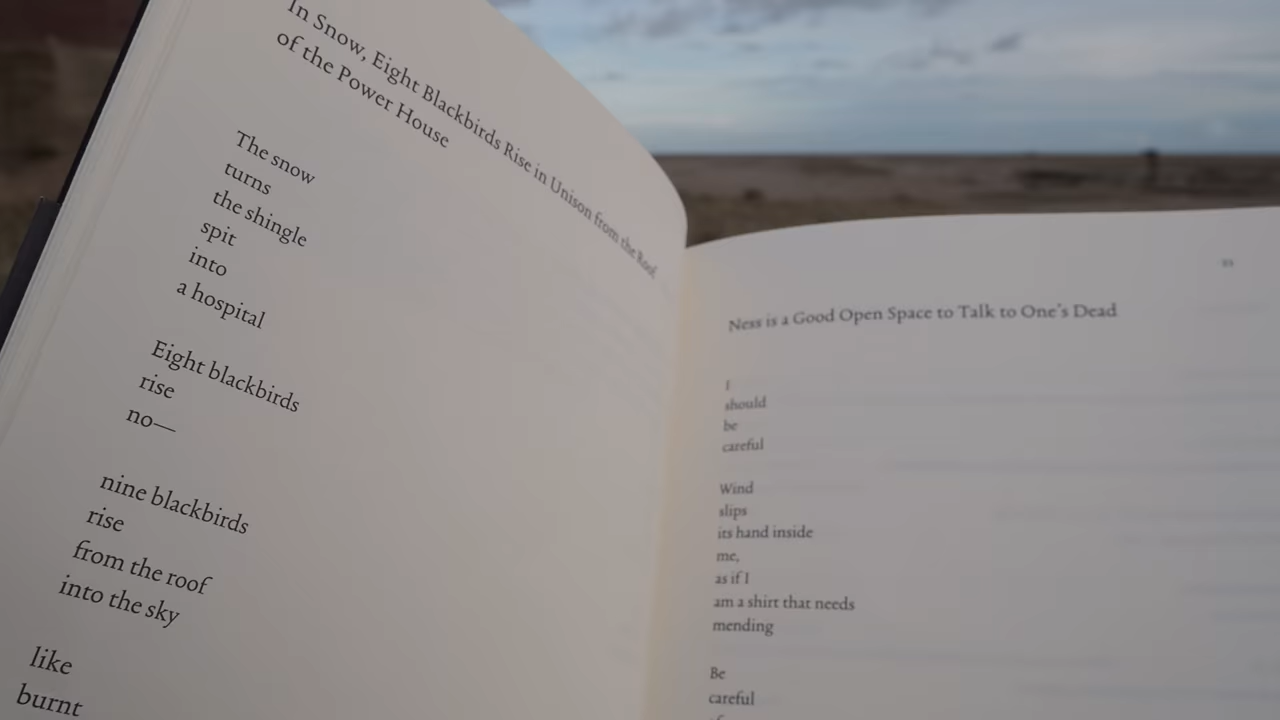 In Snow, Eight Blackbirds Rise in Unison from the Roof
of the Power House
The snow
turns
the shingle
spit
into
a hospital
Eight blackbirds
rise
no—
nine blackbirds
rise
from the roof
into the sky
like
burnt
Ness is a Good Open Space to Talk to One's Dead
I
should
be
careful
Wind
slips
its hand inside
me,
as if I
am a shirt that needs
mending
Be
careful